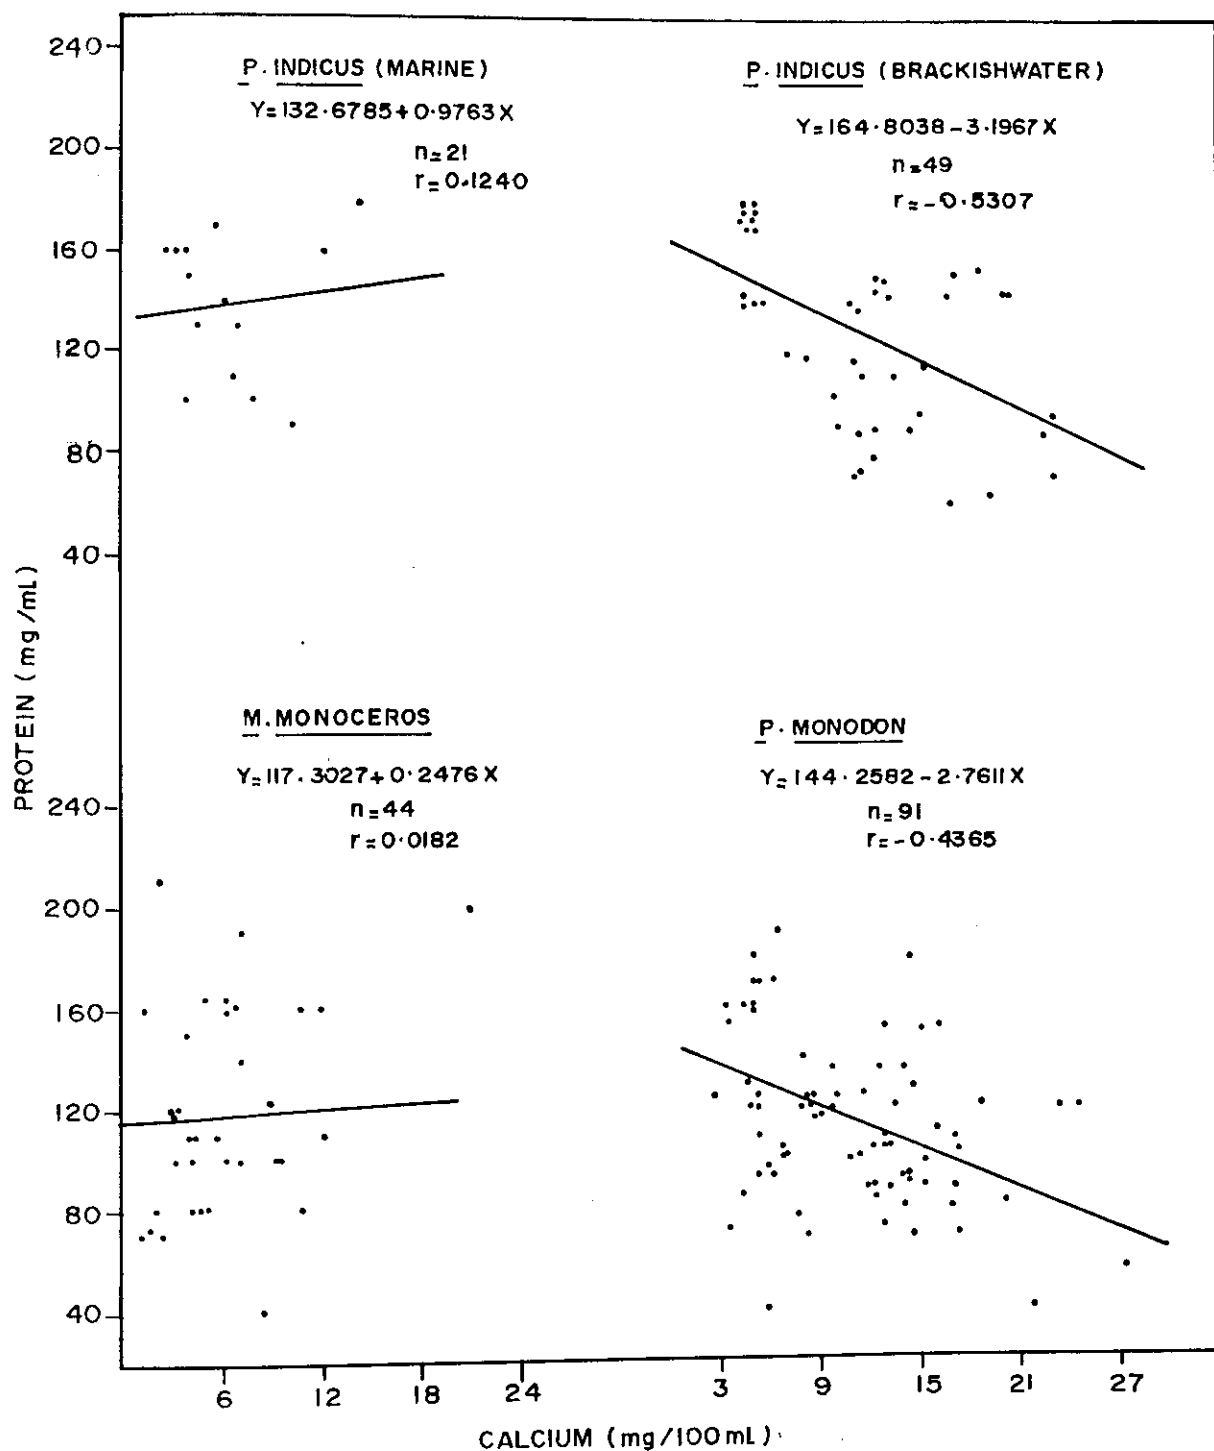 P. INDICUS (MARINE)
Y=132.6785+0.9763X
n=21
r=0.1240
P. INDICUS (BRACKISHWATER)
Y=164.8038-3.1967X
n=49
r=-0.5307
240
200
160
120
80
40
PROTEIN (mg/mL)
M. MONOCEROS
Y=117.3027+0.2476X
n=44
r=0.0182
P. MONODON
Y=144.2582-2.7611X
n=91
r=-0.4365
240
200
160
120
80
40
6 12 18 24 3 9 15 21 27
CALCIUM (mg/100mL)